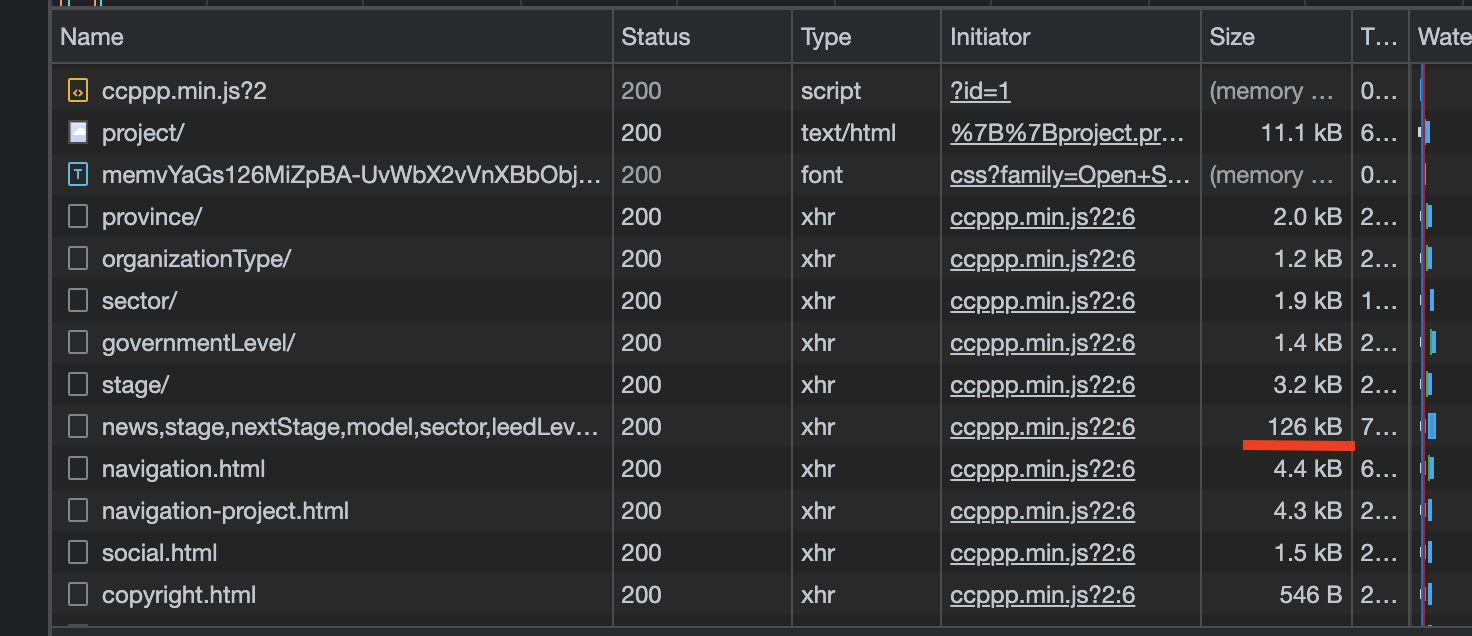 Name Status Type Initiator Size T... Wate
ccppp.min.js?2 200 script ?id=1 (memory ... 0...
project/ 200 text/html %7B%7Bproject.pr... 11.1 kB 6...
memvYaGs126MiZpBA-UvWbX2vVnXBbObj... 200 font css?family=Open+S... (memory ... 0...
province/ 200 xhr ccppp.min.js?2:6 2.0 kB 2...
organizationType/ 200 xhr ccppp.min.js?2:6 1.2 kB 2...
sector/ 200 xhr ccppp.min.js?2:6 1.9 kB 1...
governmentLevel/ 200 xhr ccppp.min.js?2:6 1.4 kB 2...
stage/ 200 xhr ccppp.min.js?2:6 3.2 kB 2...
news,stage,nextStage,model,sector,leedLev... 200 xhr ccppp.min.js?2:6 126 kB 7...
navigation.html 200 xhr ccppp.min.js?2:6 4.4 kB 6...
navigation-project.html 200 xhr ccppp.min.js?2:6 4.3 kB 2...
social.html 200 xhr ccppp.min.js?2:6 1.5 kB 2...
copyright.html 200 xhr ccppp.min.js?2:6 546 B 2...